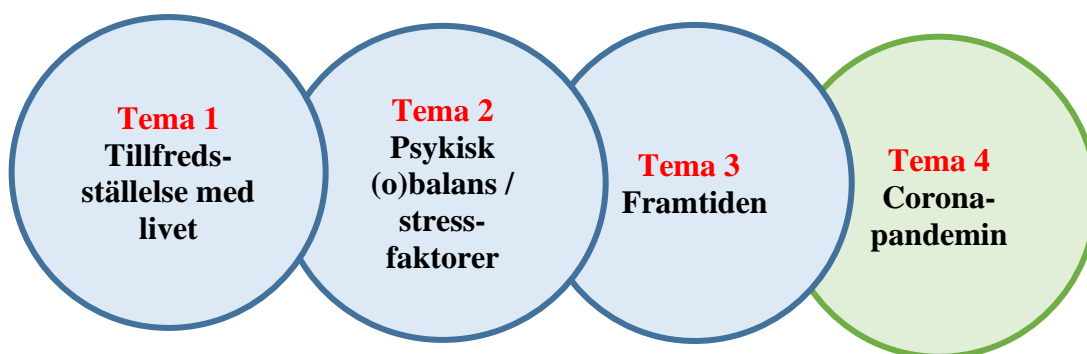 Tema 1
Tillfreds-
ställelse med
livet
Tema 2
Psykisk
(o)balans /
stress-
faktorer
Tema 3
Framtiden
Tema 4
Corona-
pandemin